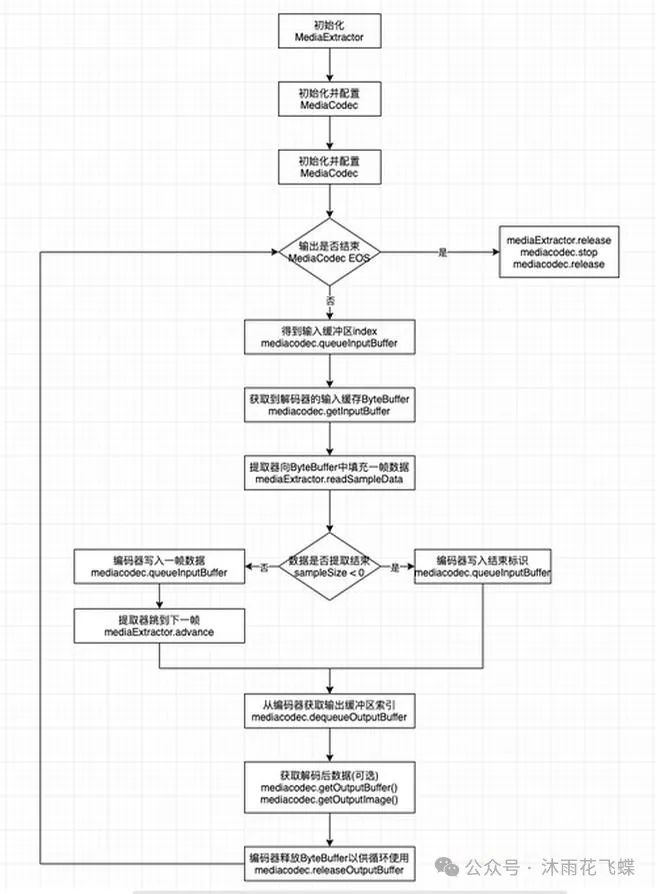 初始化
MediaExtractor
初始化并配置
MediaCodec
初始化并配置
MediaCodec
输出是否结束
MediaCodec EOS
是
mediaExtractor.release
mediacodec.stop
mediacodec.release
否
得到输入缓冲区index
mediacodec.queueInputBuffer
获取到解码器的输入缓存ByteBuffer
mediacodec.getInputBuffer
提取器向ByteBuffer中填充一帧数据
mediaExtractor.readSampleData
数据是否提取结束
sampleSize < 0
否
是
编码器写入一帧数据
mediacodec.queueInputBuffer
编码器写入结束标识
mediacodec.queueInputBuffer
提取器跳到下一帧
mediaExtractor.advance
从编码器获取输出缓冲区索引
mediacodec.dequeueOutputBuffer
获取解码后数据(可选)
mediacodec.getOutputBuffer()
mediacodec.getOutputImage()
编码器释放ByteBuffer以供循环使用
mediacodec.releaseOutputBuffer
公众号 · 沐雨花飞蝶